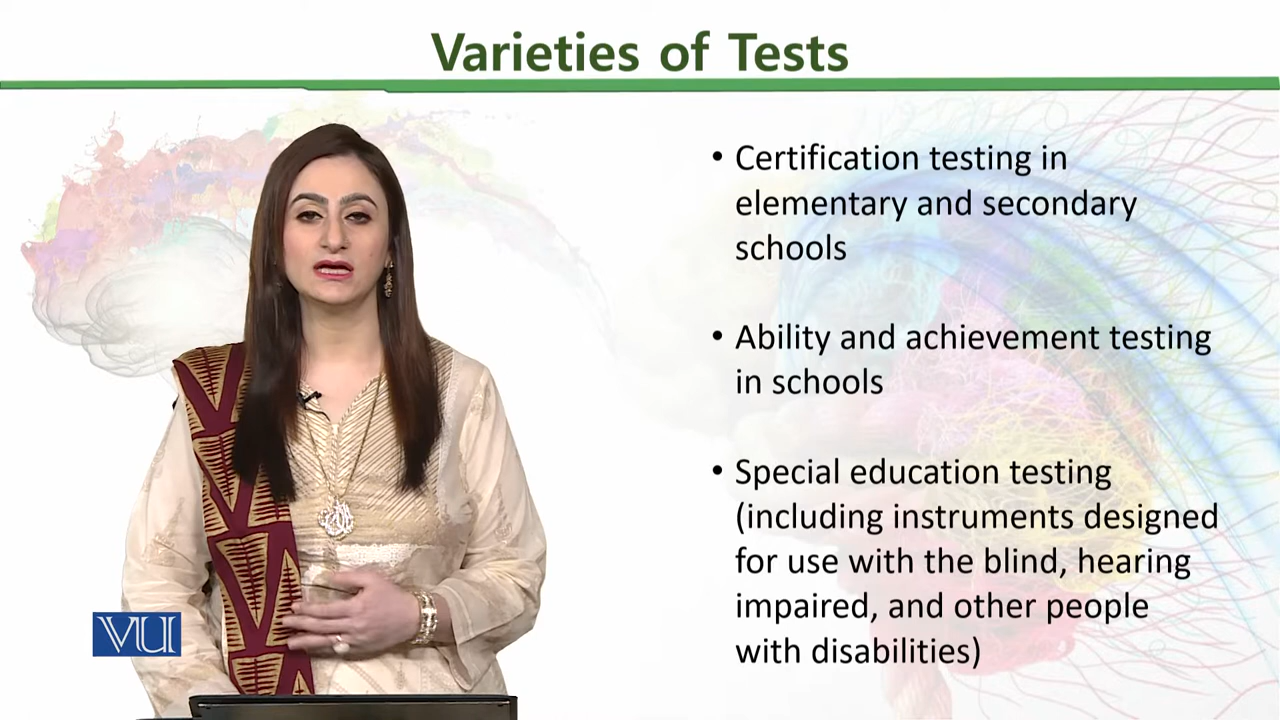 Varieties of Tests
• Certification testing in
elementary and secondary
schools
• Ability and achievement testing
in schools
• Special education testing
(including instruments designed
for use with the blind, hearing
impaired, and other people
with disabilities)
VU